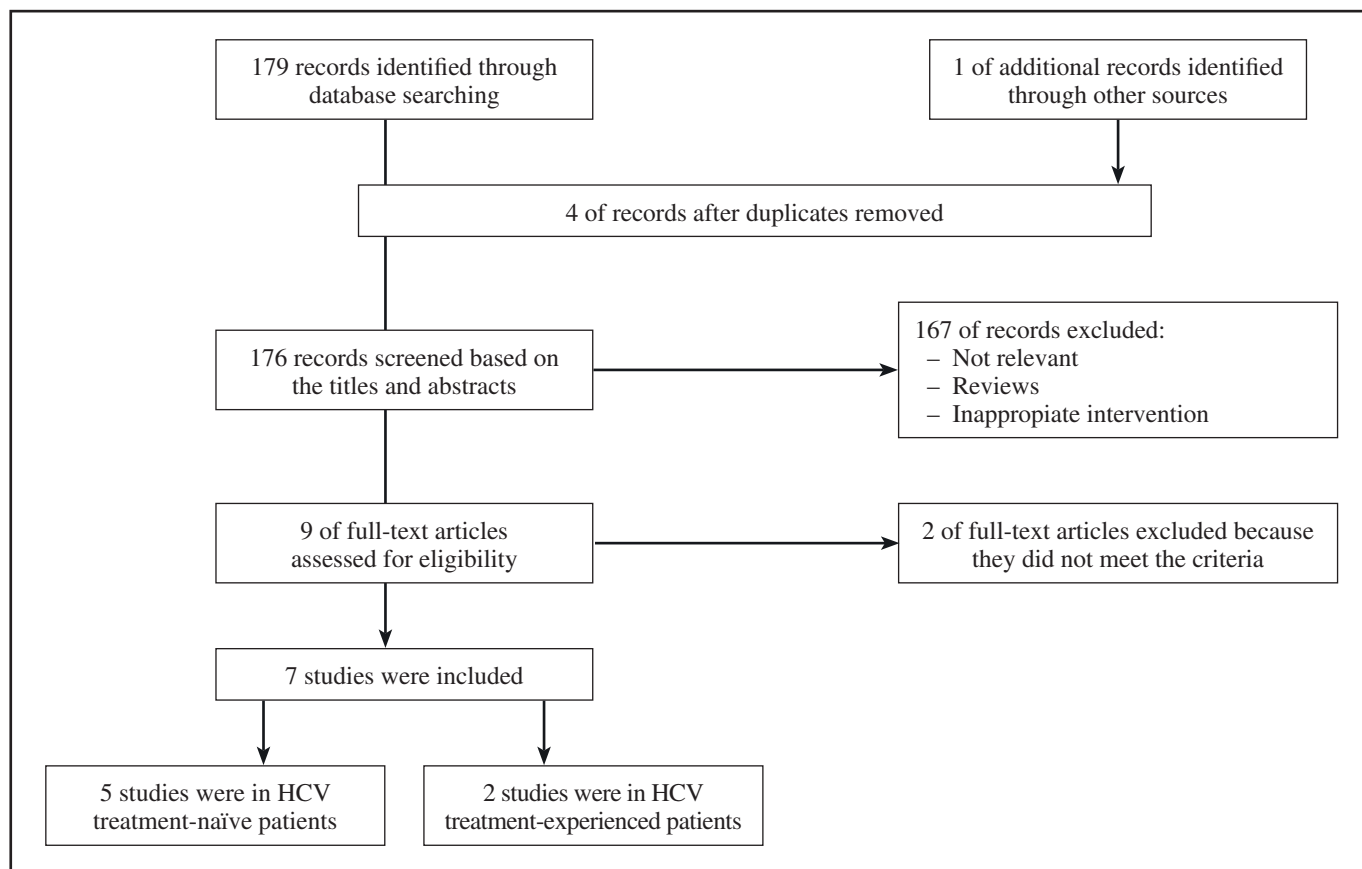 179 records identified through
database searching
1 of additional records identified
through other sources
4 of records after duplicates removed
176 records screened based on
the titles and abstracts
167 of records excluded:
– Not relevant
– Reviews
– Inappropiate intervention
9 of full-text articles
assessed for eligibility
2 of full-text articles excluded because
they did not meet the criteria
7 studies were included
5 studies were in HCV
treatment-naïve patients
2 studies were in HCV
treatment-experienced patients